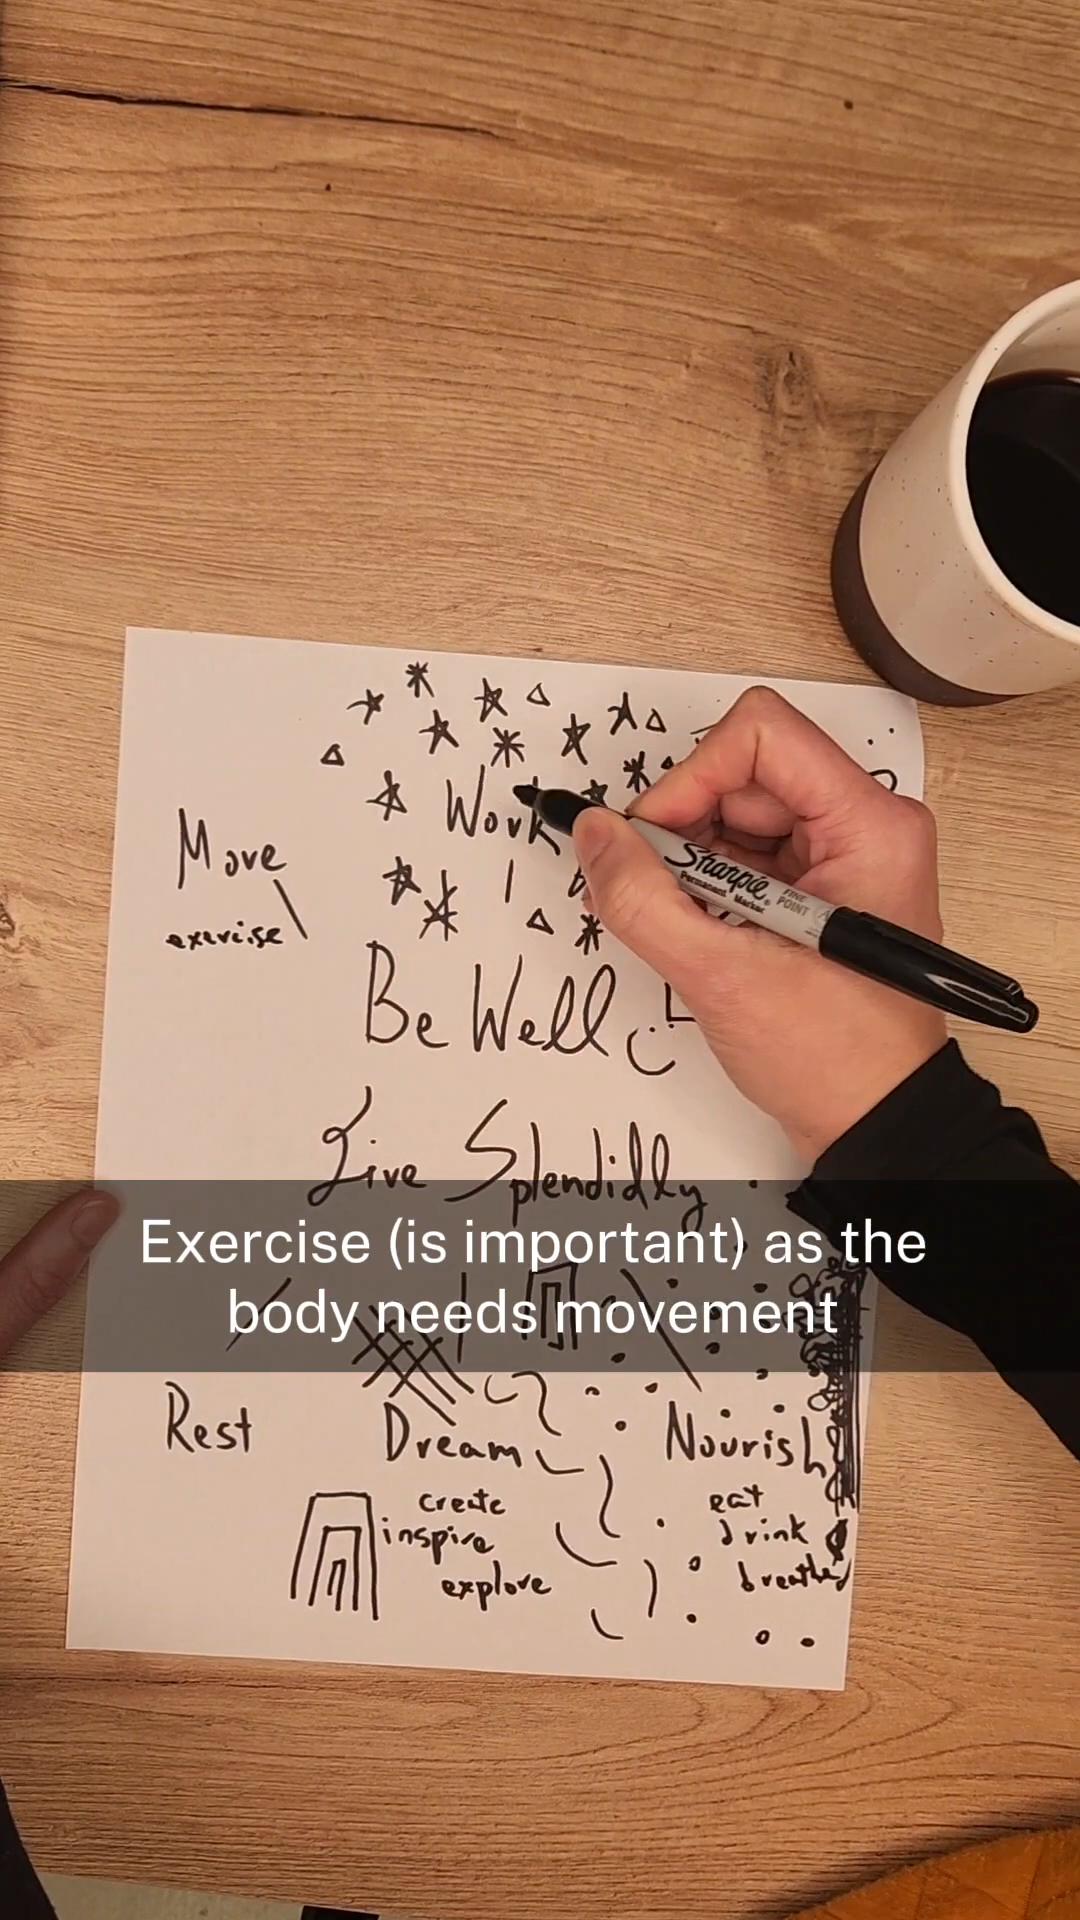 Work
Move
exercise
Be Well
Live Splendidly
Exercise (is important) as the
body needs movement
Rest
Dream
Nourish
create
inspire
explore
eat
drink
breathe
Sharpie
Permanent Marker
FINE
POINT